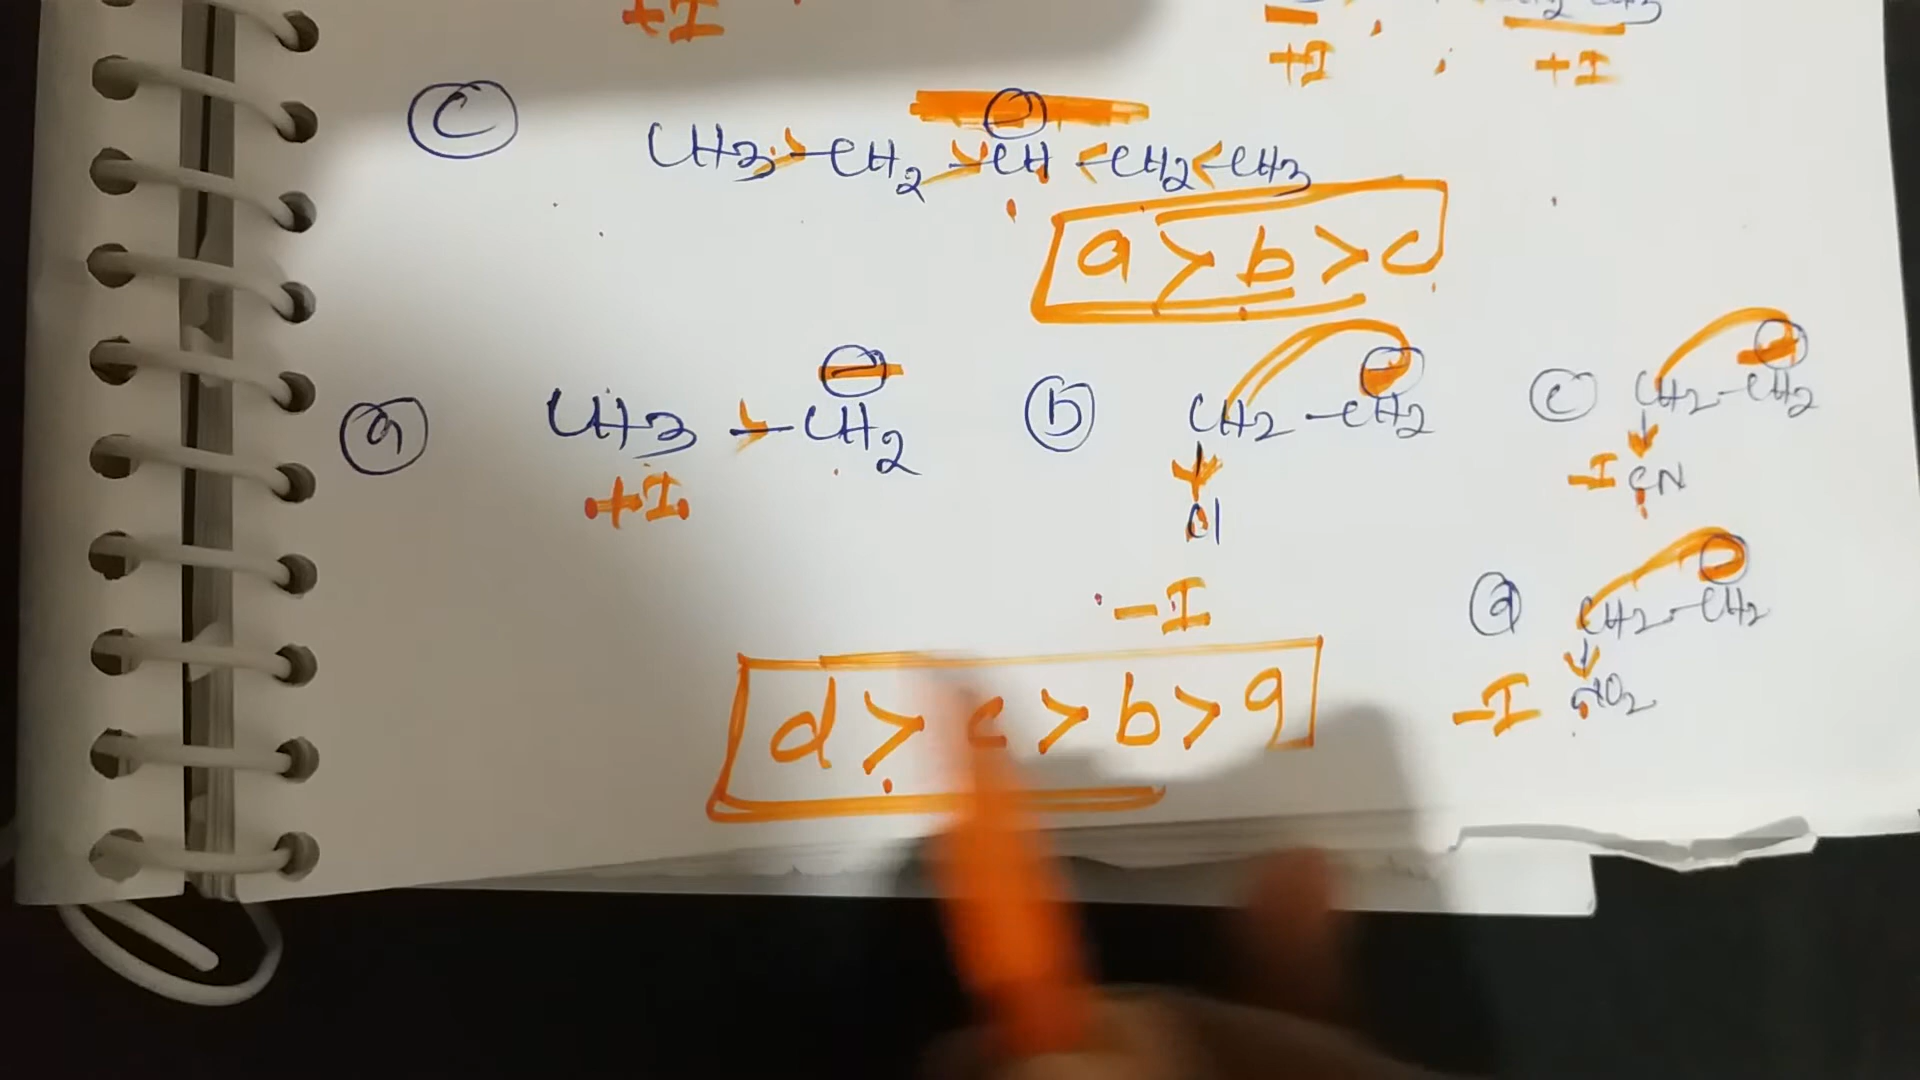 +I
+I
+I
c CH3-CH2-CH-CH2-CH3
a > b > c
a CH3-CH2
+I
b CH2-CH2
Cl
-I
c CH2-CH2
-I CN
d CH2-CH2
-I NO2
d > c > b > a